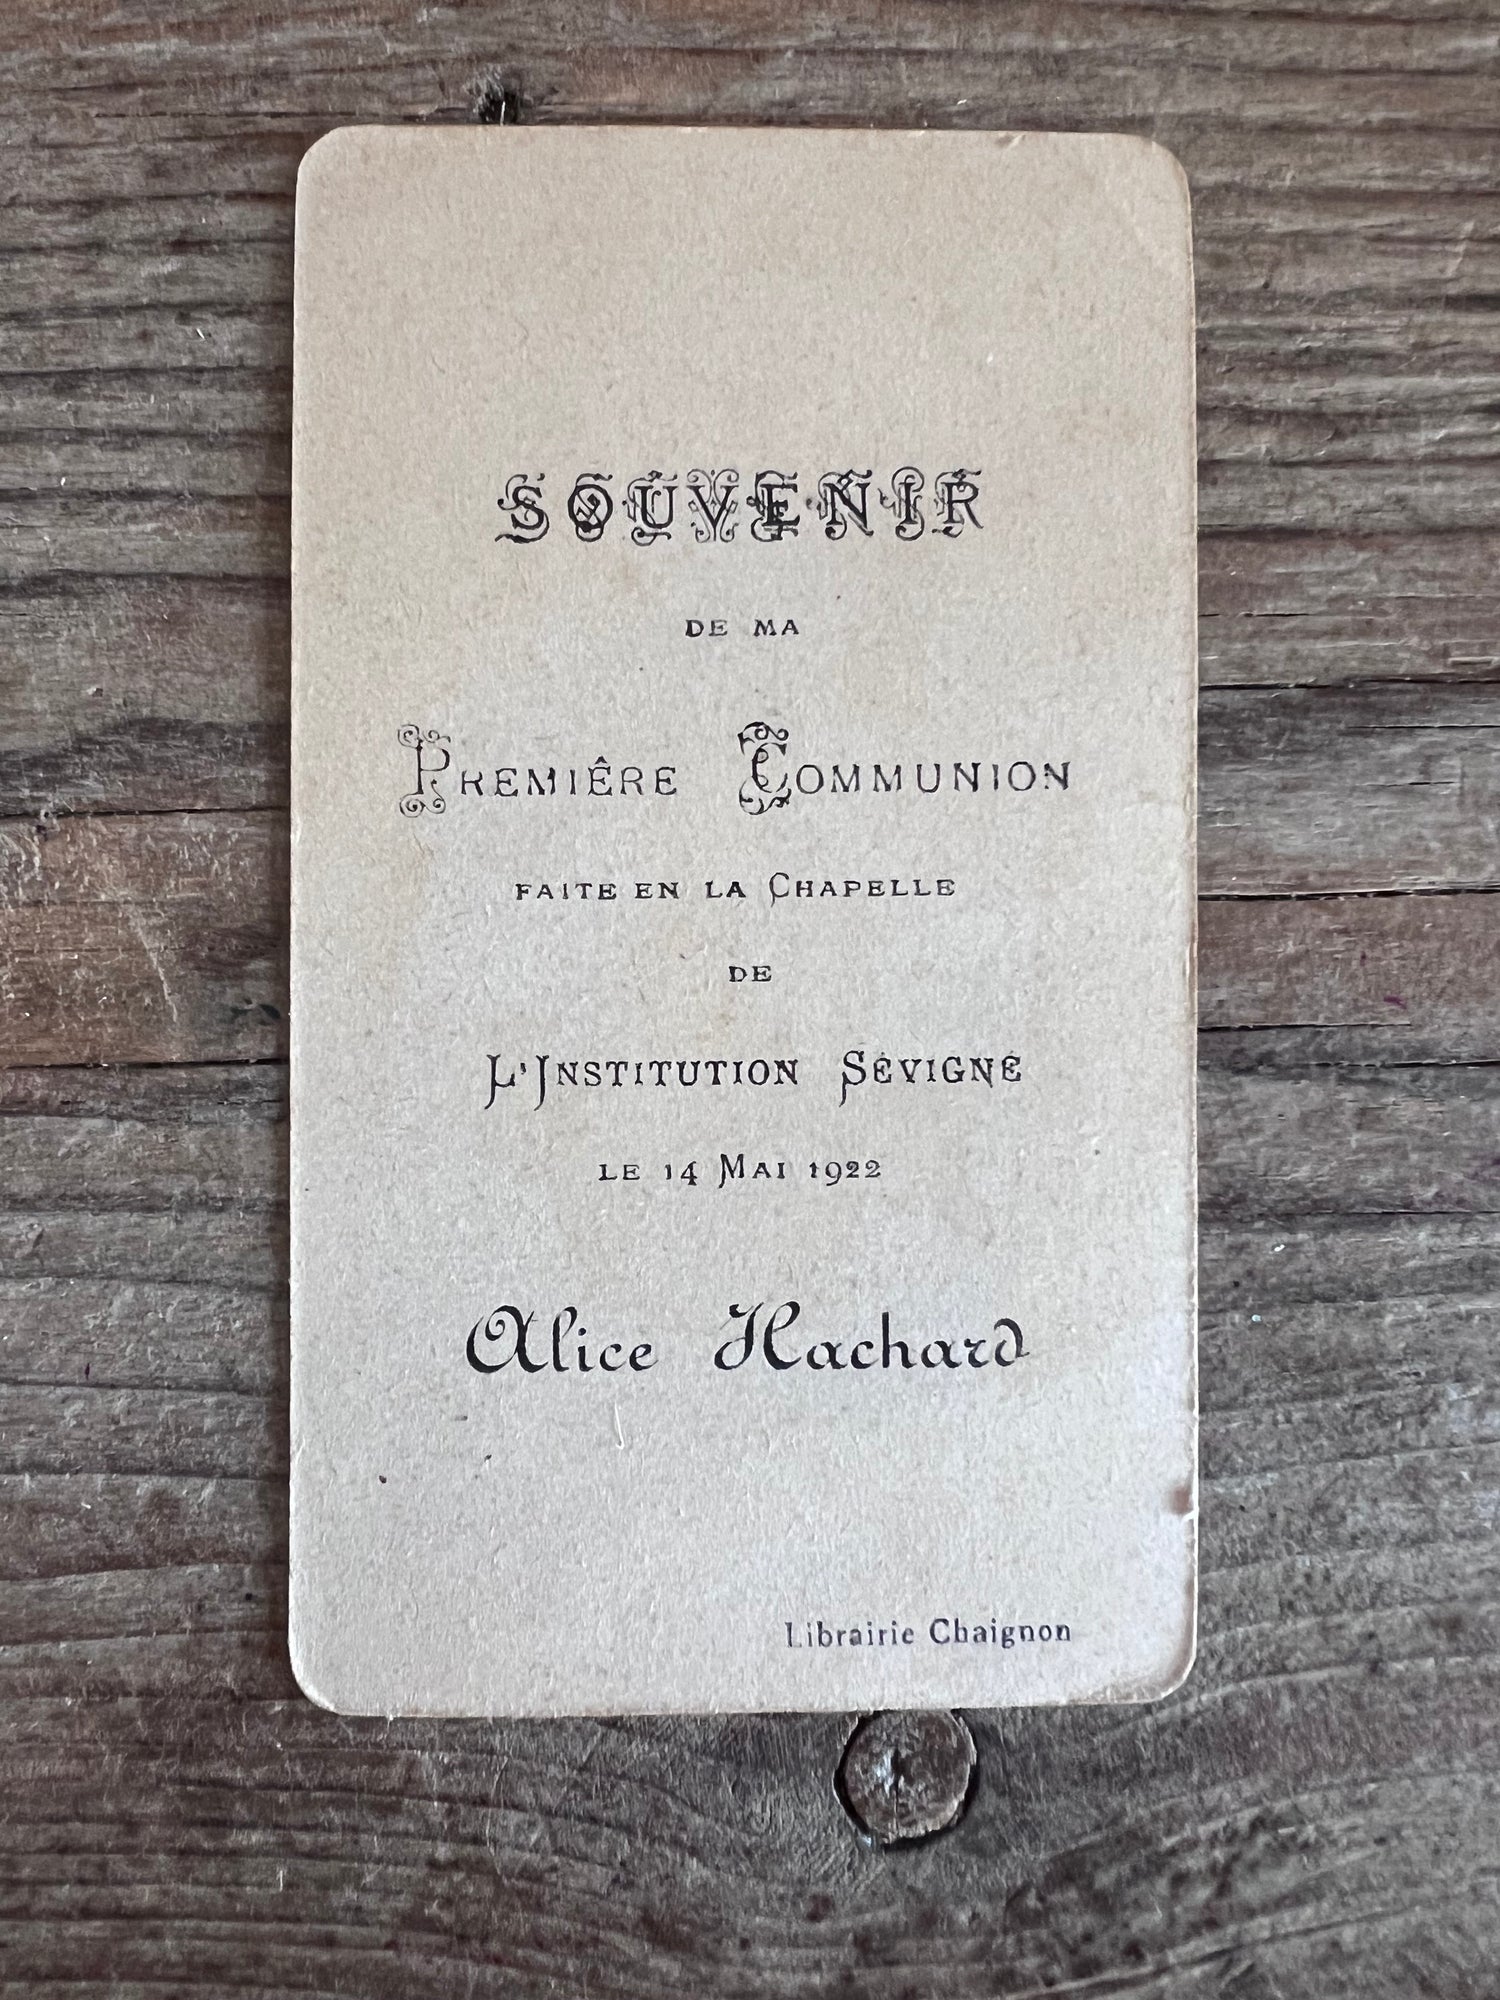 SOUVENIR
DE MA
PREMIÊRE COMMUNION
FAITE EN LA CHAPELLE
DE
L'INSTITUTION SÉVIGNÉ
LE 14 MAI 1922
Alice Hachard
Librairie Chaignon